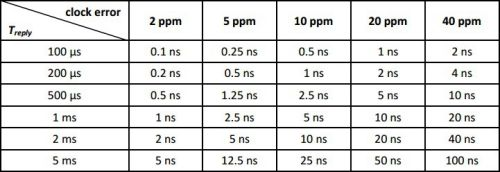 clock error 2 ppm 5 ppm 10 ppm 20 ppm 40 ppm
Treply
100 µs 0.1 ns 0.25 ns 0.5 ns 1 ns 2 ns
200 µs 0.2 ns 0.5 ns 1 ns 2 ns 4 ns
500 µs 0.5 ns 1.25 ns 2.5 ns 5 ns 10 ns
1 ms 1 ns 2.5 ns 5 ns 10 ns 20 ns
2 ms 2 ns 5 ns 10 ns 20 ns 40 ns
5 ms 5 ns 12.5 ns 25 ns 50 ns 100 ns